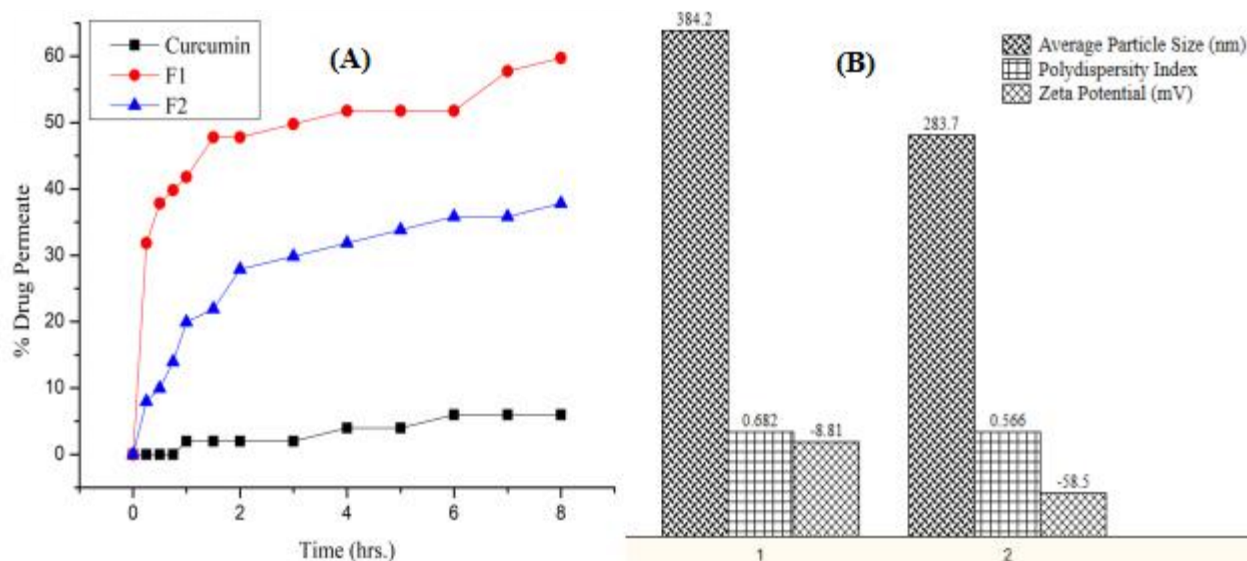 Curcumin
F1
F2
(A)
60
50
40
30
20
10
0
% Drug Permeate
0 2 4 6 8
Time (hrs.)
(B)
Average Particle Size (nm)
Polydispersity Index
Zeta Potential (mV)
384.2
0.682
-8.81
283.7
0.566
-58.5
1 2